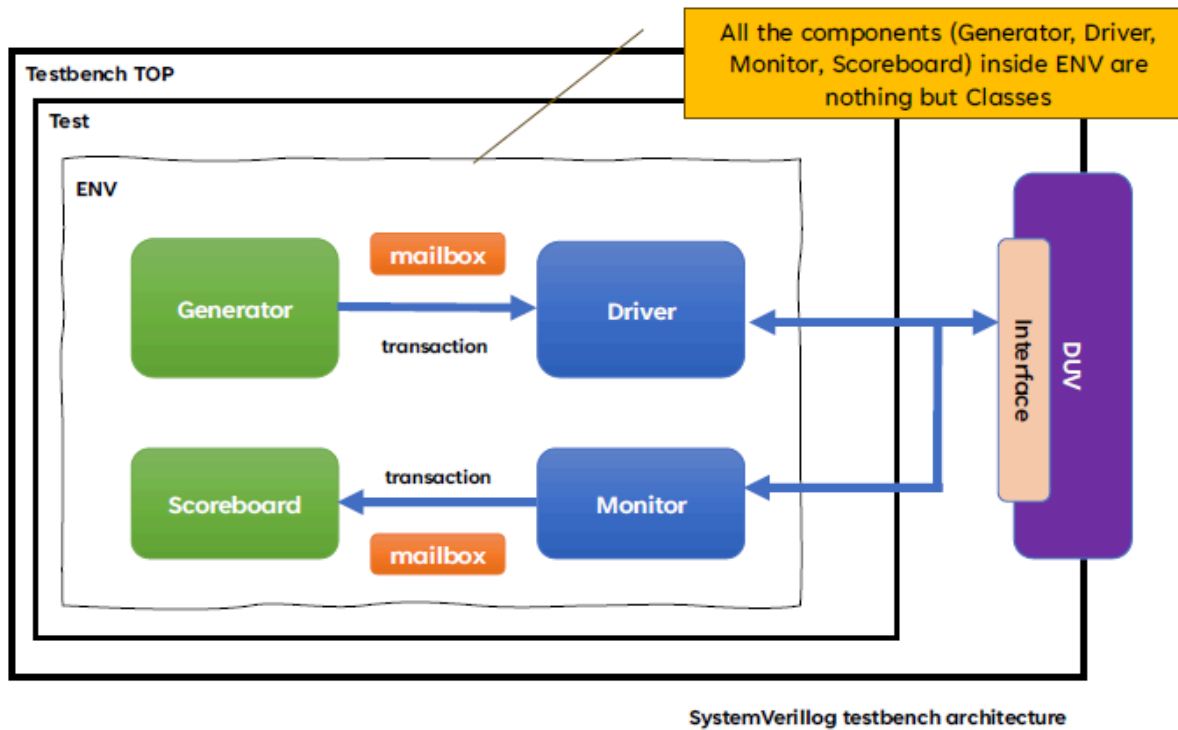 All the components (Generator, Driver,
Monitor, Scoreboard) inside ENV are
nothing but Classes
Testbench TOP
Test
ENV
mailbox
Generator
Driver
transaction
Interface
DUV
transaction
Scoreboard
Monitor
mailbox
SystemVerillog testbench architecture